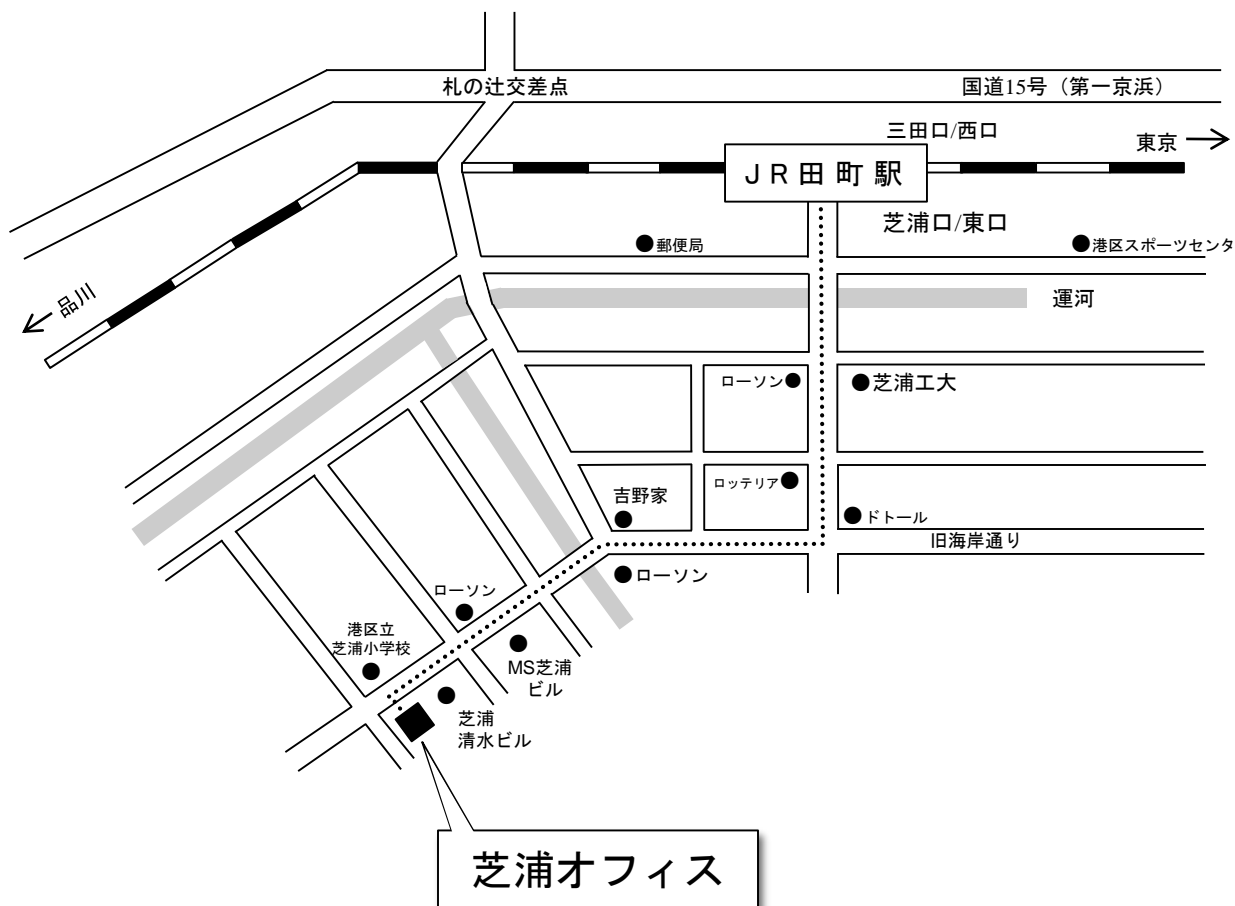 札の辻交差点
国道15号（第一京浜）
三田口/西口
東京
JR田町駅
芝浦口/東口
郵便局
港区スポーツセンタ
品川
運河
ローソン
芝浦工大
吉野家
ロッテリア
ドトール
旧海岸通り
ローソン
ローソン
港区立
芝浦小学校
MS芝浦
ビル
芝浦
清水ビル
芝浦オフィス